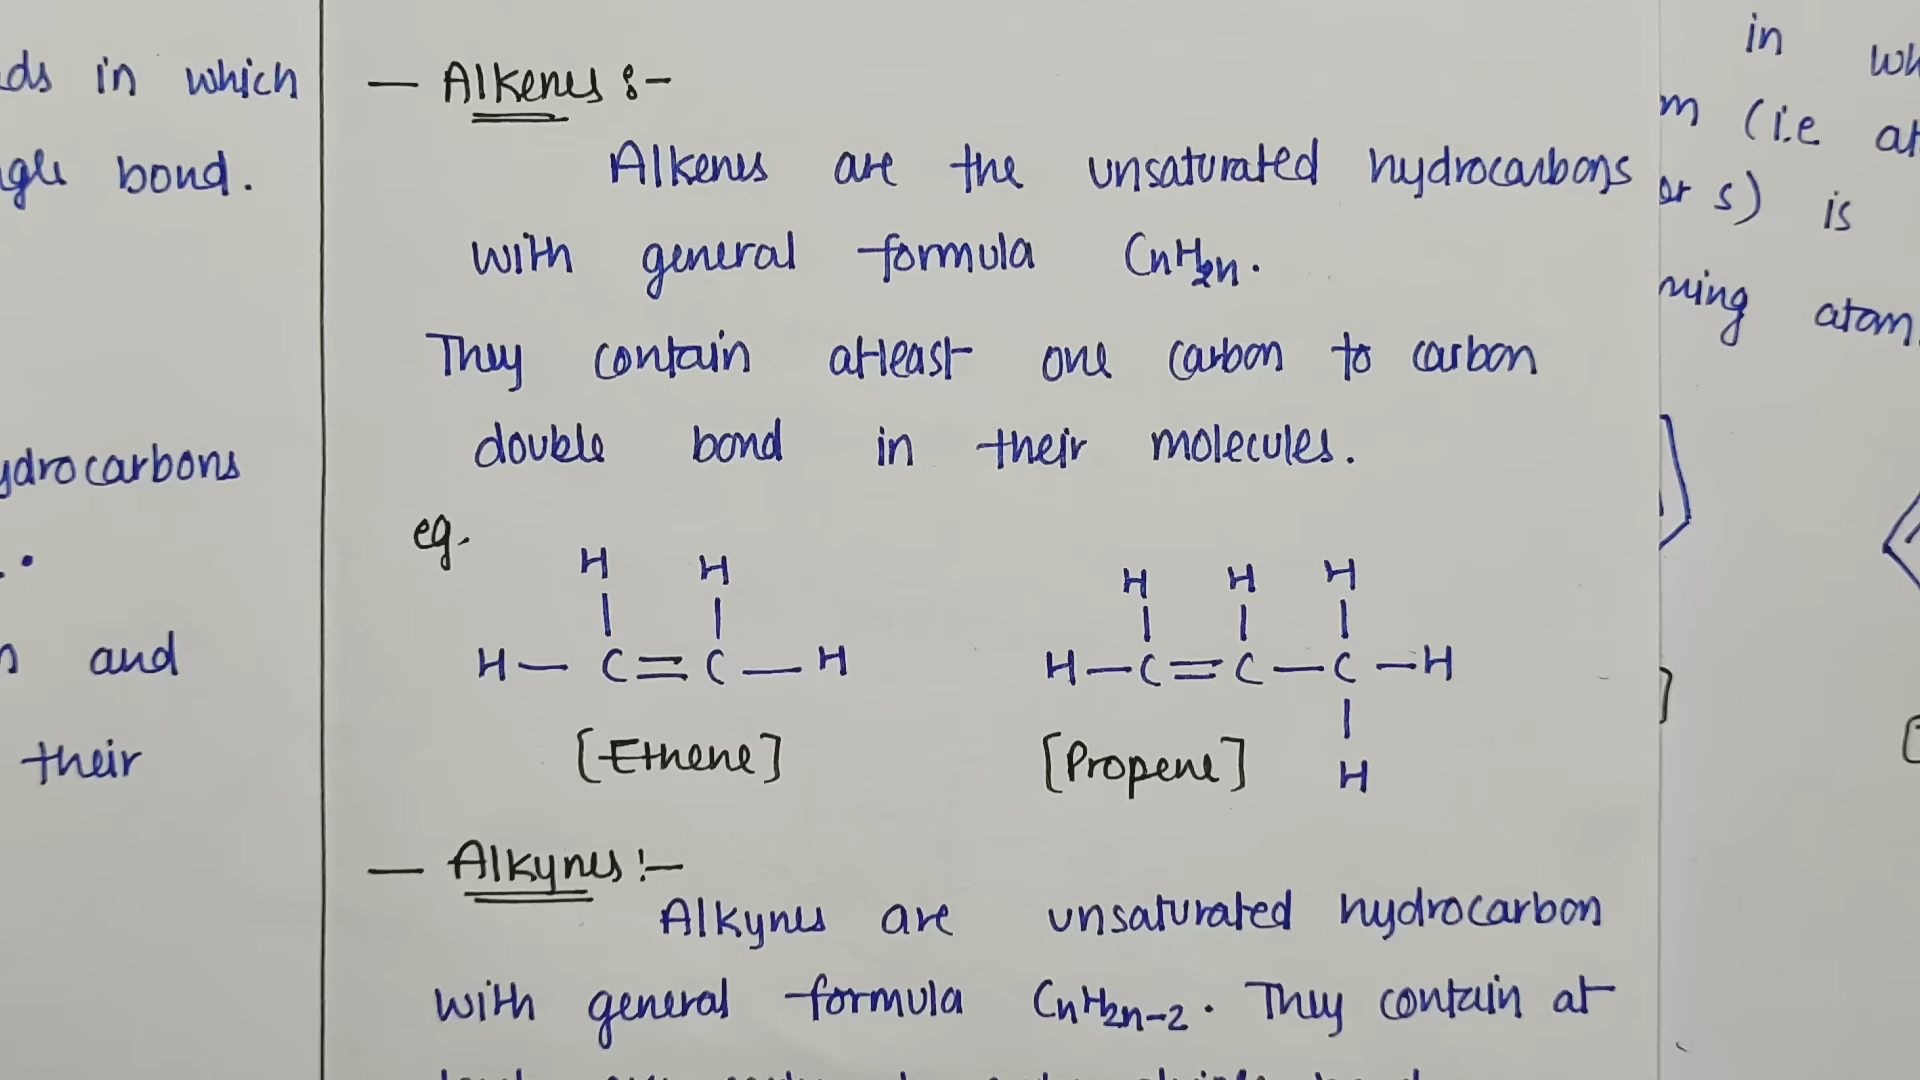 ds in which
bond.
ydrocarbons
and
their
— Alkenes :-
Alkenes are the unsaturated hydrocarbons
with general formula CnH2n.
They contain atleast one carbon to carbon
double bond in their molecules.
eg.
H H
H — C = C — H
[Ethene]
H H H
H — C = C — C — H
H
[Propene]
— Alkynes :-
Alkynes are unsaturated hydrocarbon
with general formula CnH2n-2. They contain at
in
m (i.e
or s) is
atom.